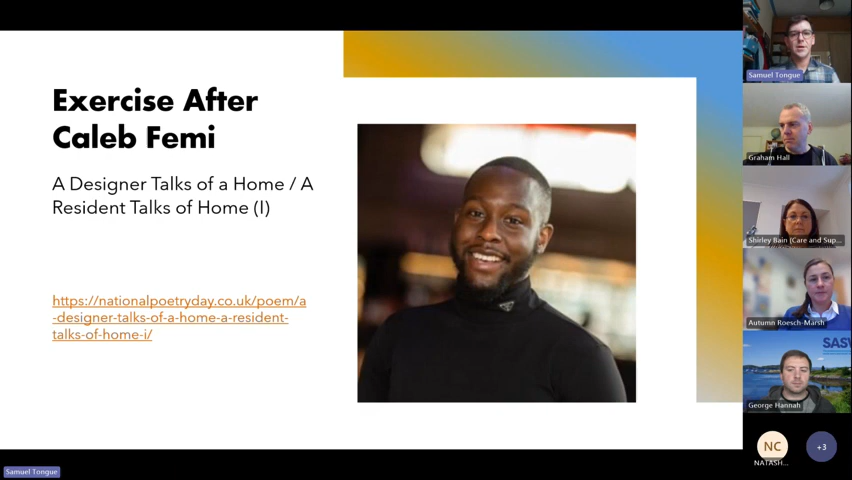 Exercise After
Caleb Femi
A Designer Talks of a Home / A
Resident Talks of Home (I)
https://nationalpoetryday.co.uk/poem/a
-designer-talks-of-a-home-a-resident-
talks-of-home-i/
Samuel Tongue
Samuel Tongue
Graham Hall
Shirley Bain (Care and Sup...
Autumn Roesch-Marsh
SASW
George Hannah
NC
NATASH...
+3